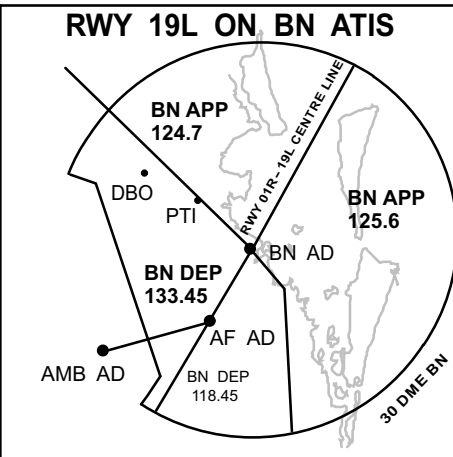 RWY 19L ON BN ATIS
BN APP
124.7
RWY 01R–19L CENTRE LINE
BN APP
125.6
DBO
PTI
BN AD
BN DEP
133.45
AF AD
AMB AD
BN DEP
118.45
30 DME BN